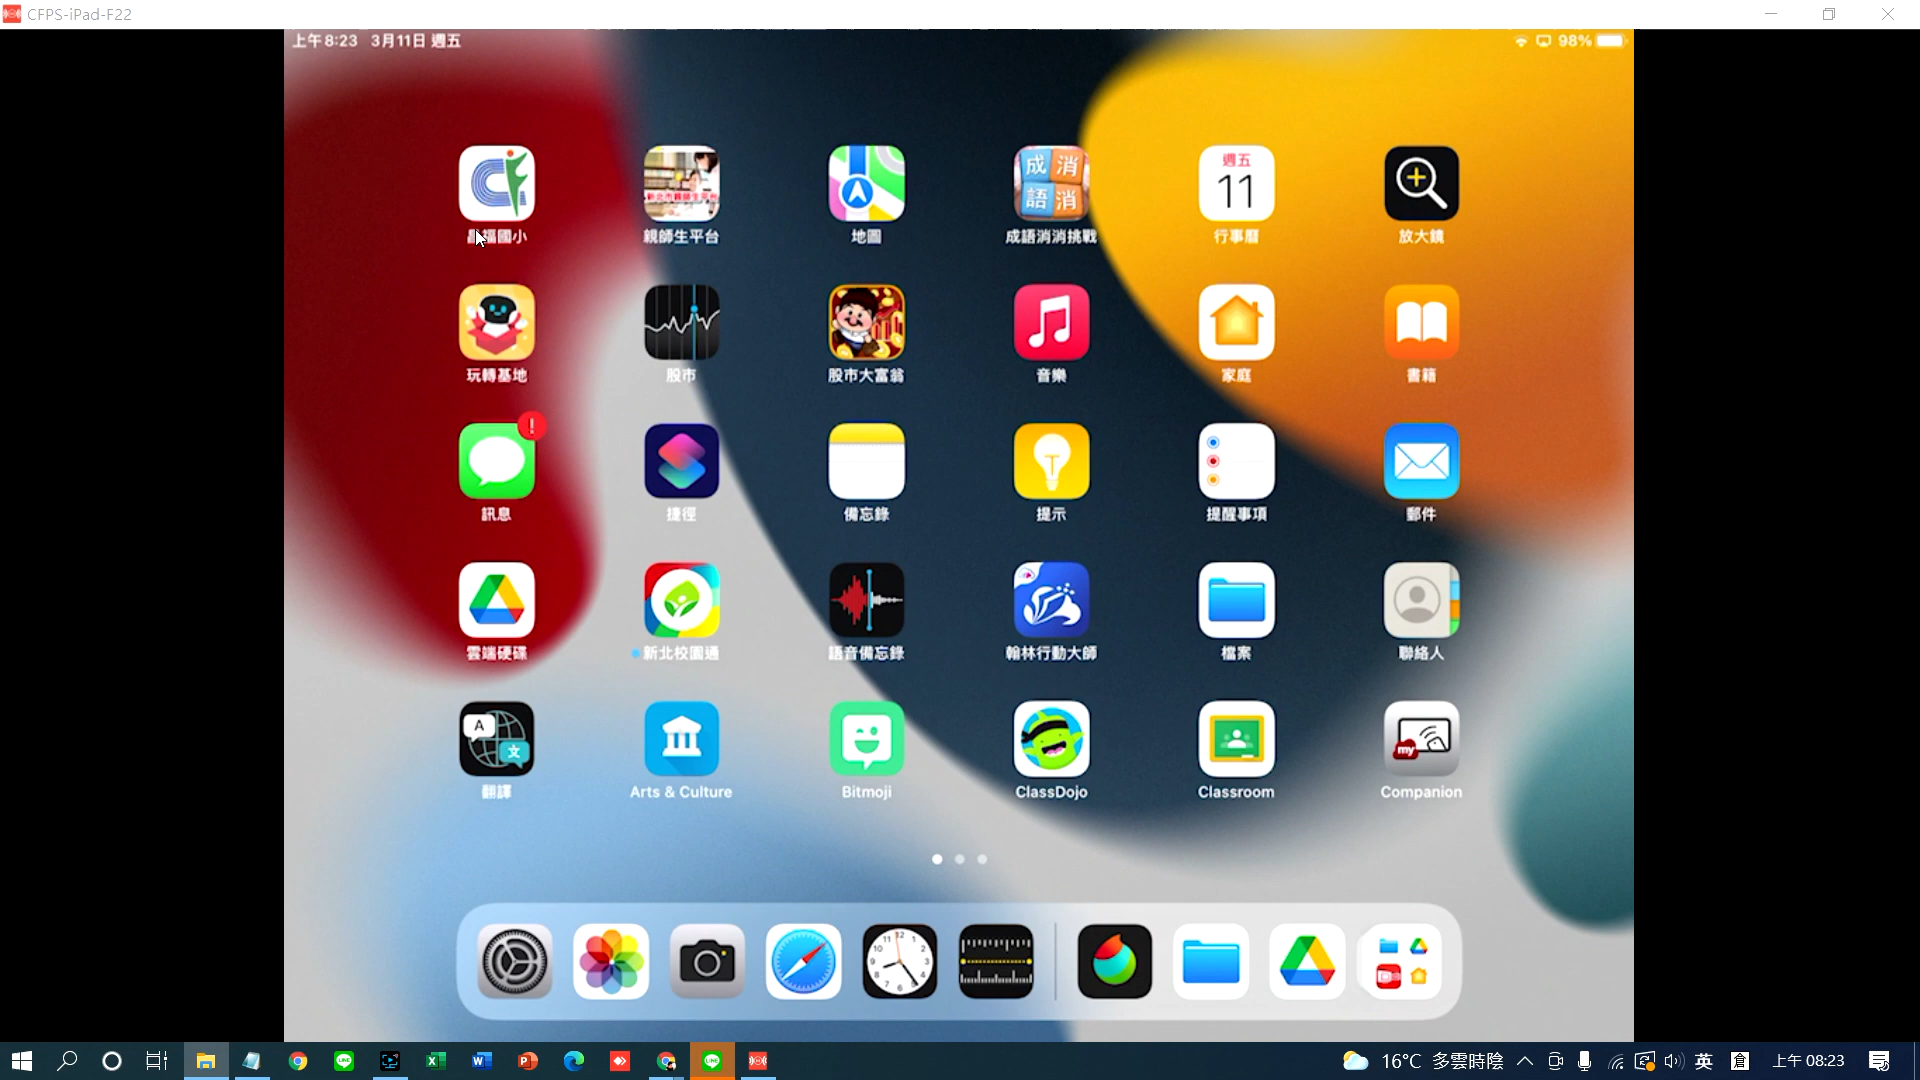 CFPS-iPad-F22
上午8:23 3月11日 週五
98%
昌福國小
親師生平台
地圖
成語消消
成語消消挑戰
週五
11
行事曆
放大鏡
玩轉基地
股市
股市大富翁
音樂
家庭
書籍
訊息
捷徑
備忘錄
提示
提醒事項
郵件
雲端硬碟
新北校園通
語音備忘錄
翰林行動大師
檔案
聯絡人
A
文
翻譯
Arts & Culture
Bitmoji
ClassDojo
Classroom
my
Companion
16°C 多雲時陰
英
倉
上午 08:23